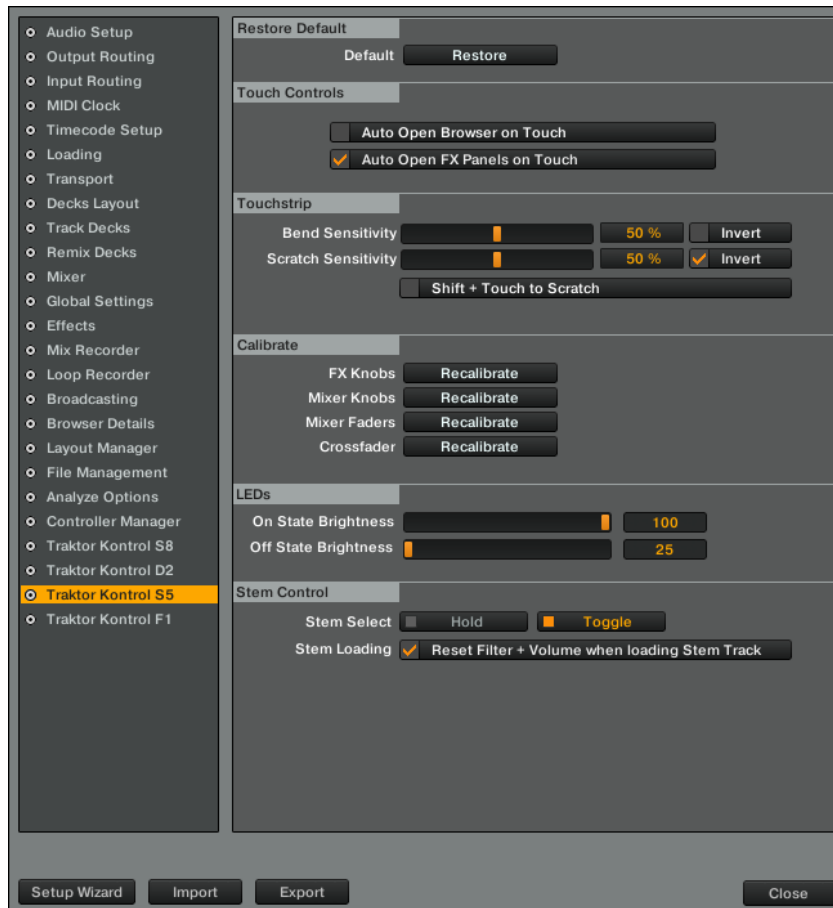 Audio Setup
Output Routing
Input Routing
MIDI Clock
Timecode Setup
Loading
Transport
Decks Layout
Track Decks
Remix Decks
Mixer
Global Settings
Effects
Mix Recorder
Loop Recorder
Broadcasting
Browser Details
Layout Manager
File Management
Analyze Options
Controller Manager
Traktor Kontrol S8
Traktor Kontrol D2
Traktor Kontrol S5
Traktor Kontrol F1
Restore Default
Default Restore
Touch Controls
Auto Open Browser on Touch
Auto Open FX Panels on Touch
Touchstrip
Bend Sensitivity 50 % Invert
Scratch Sensitivity 50 % Invert
Shift + Touch to Scratch
Calibrate
FX Knobs Recalibrate
Mixer Knobs Recalibrate
Mixer Faders Recalibrate
Crossfader Recalibrate
LEDs
On State Brightness 100
Off State Brightness 25
Stem Control
Stem Select Hold Toggle
Stem Loading Reset Filter + Volume when loading Stem Track
Setup Wizard Import Export Close